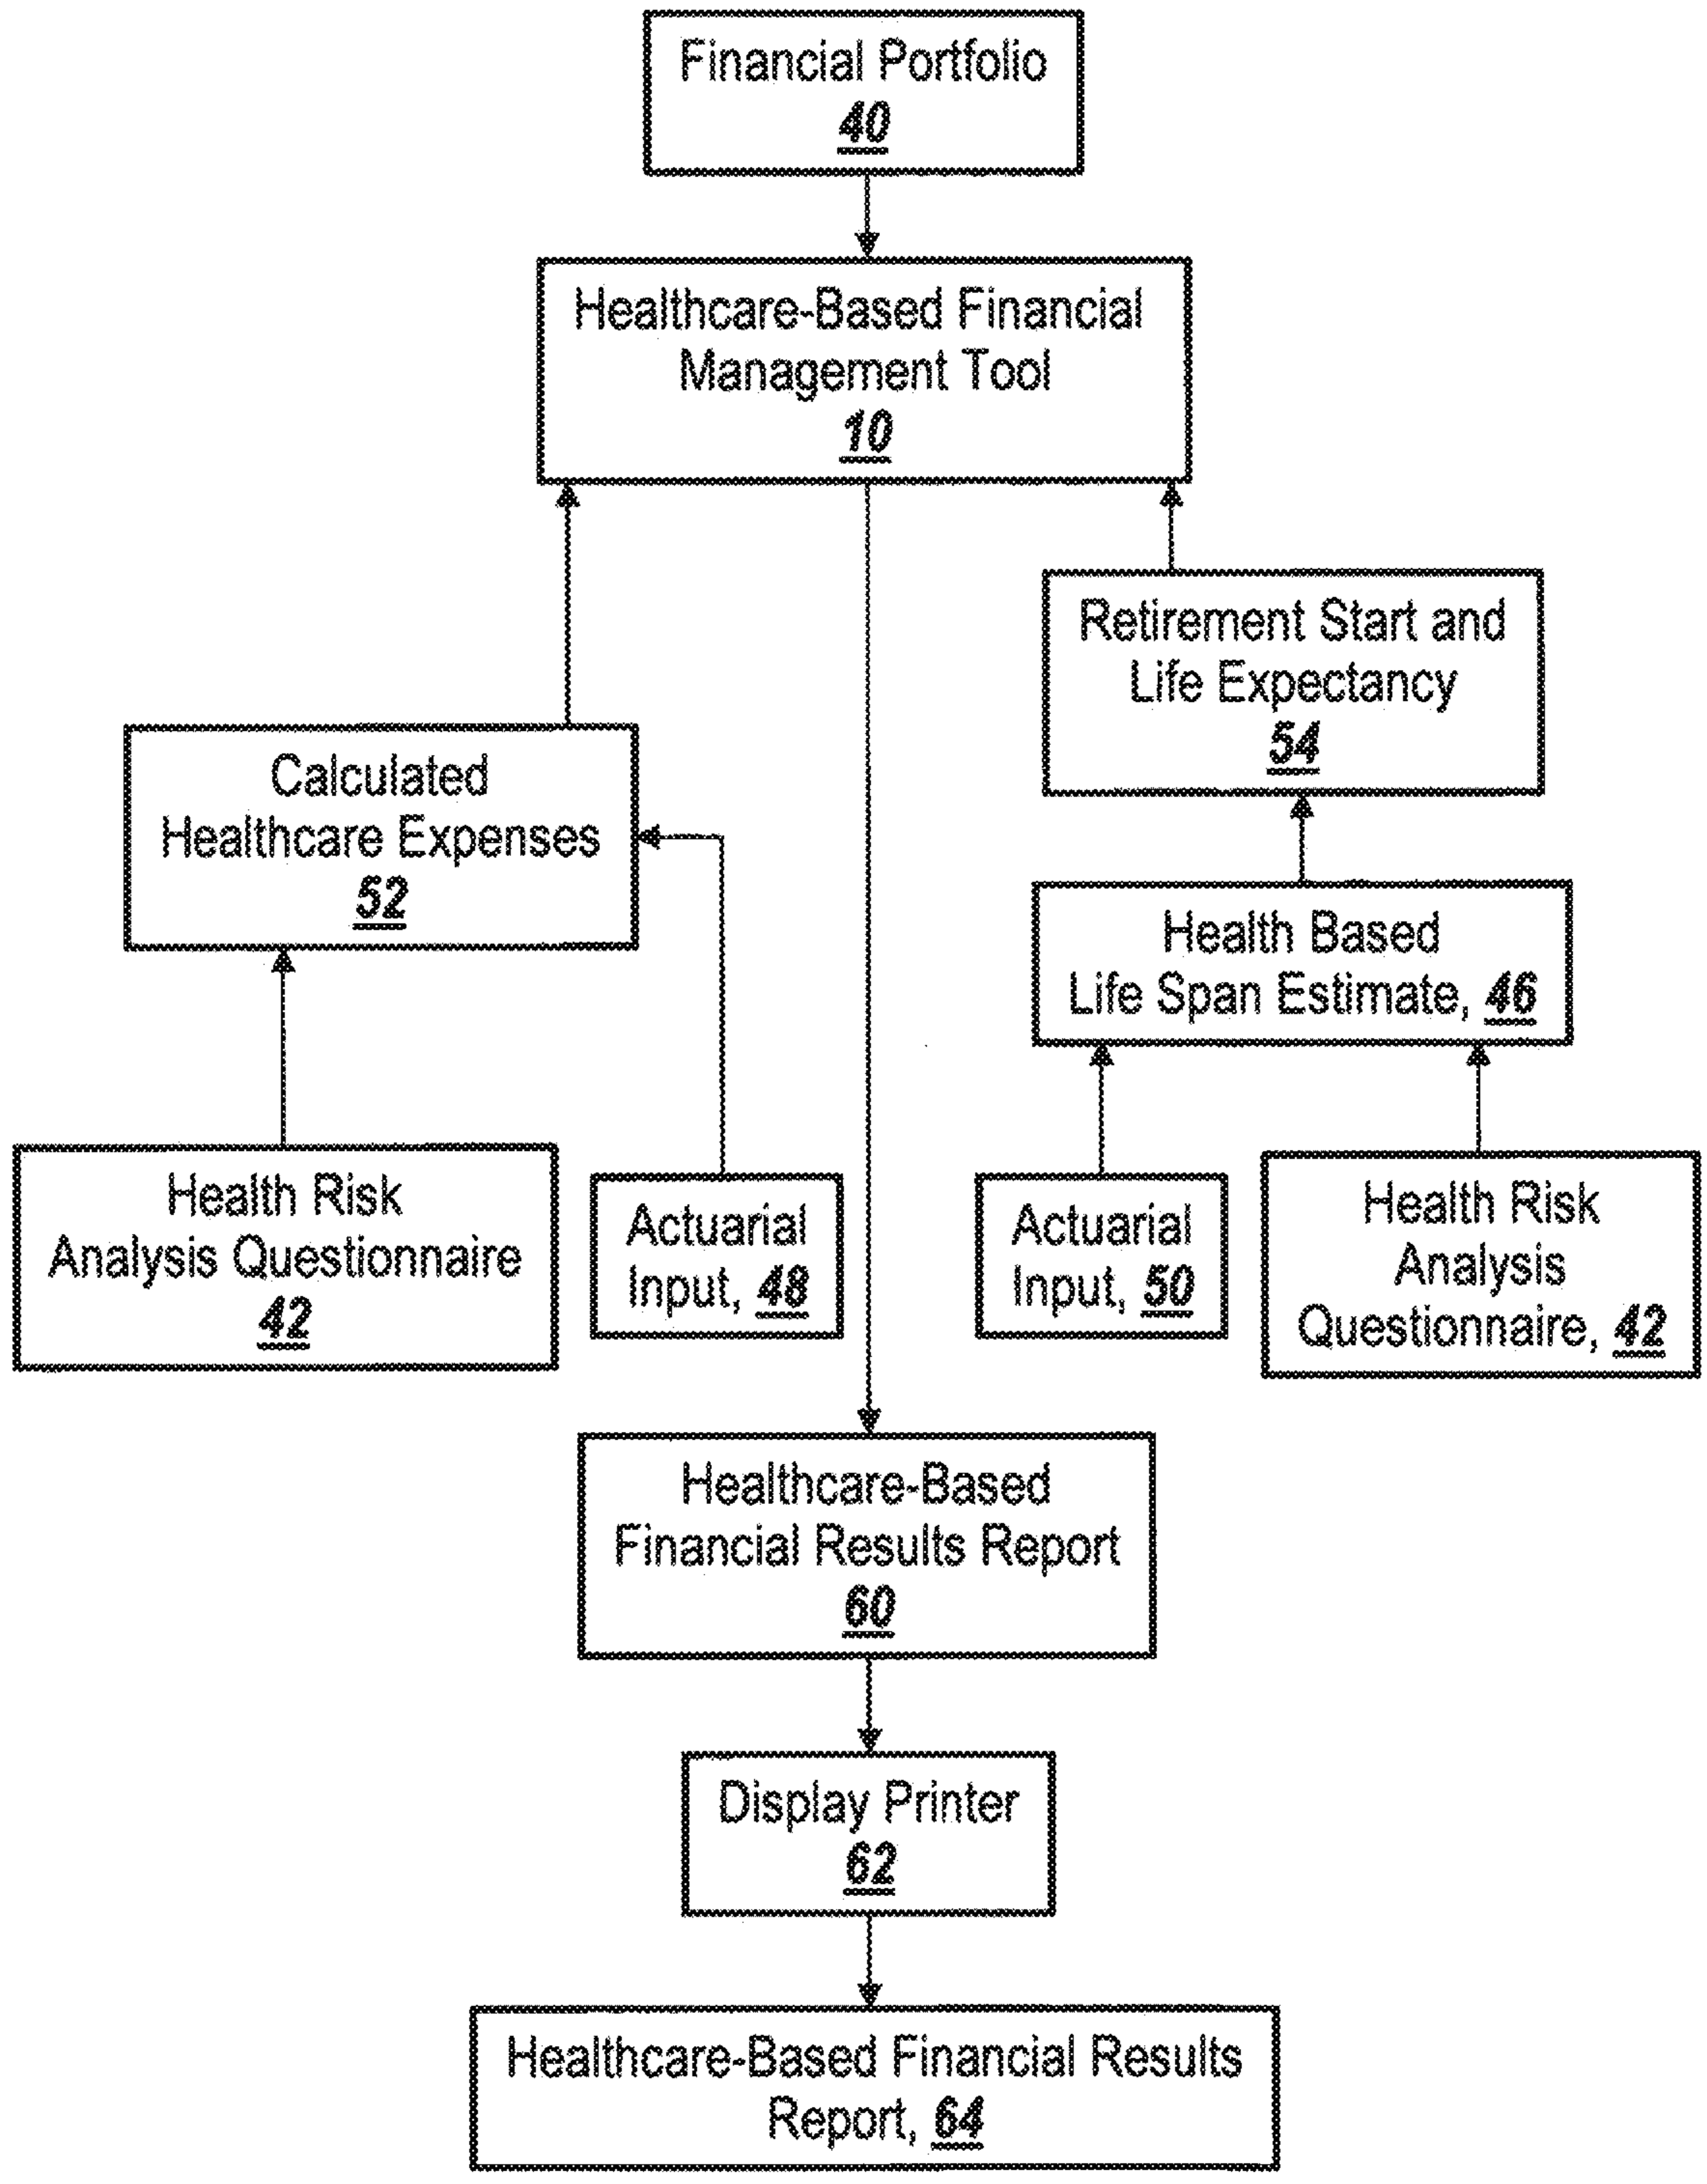 Financial Portfolio
40
Healthcare-Based Financial
Management Tool
10
Retirement Start and
Life Expectancy
54
Calculated
Healthcare Expenses
52
Health Based
Life Span Estimate, 46
Health Risk
Analysis Questionnaire
42
Actuarial
Input, 48
Actuarial
Input, 50
Health Risk
Analysis
Questionnaire, 42
Healthcare-Based
Financial Results Report
60
Display Printer
62
Healthcare-Based Financial Results
Report, 64